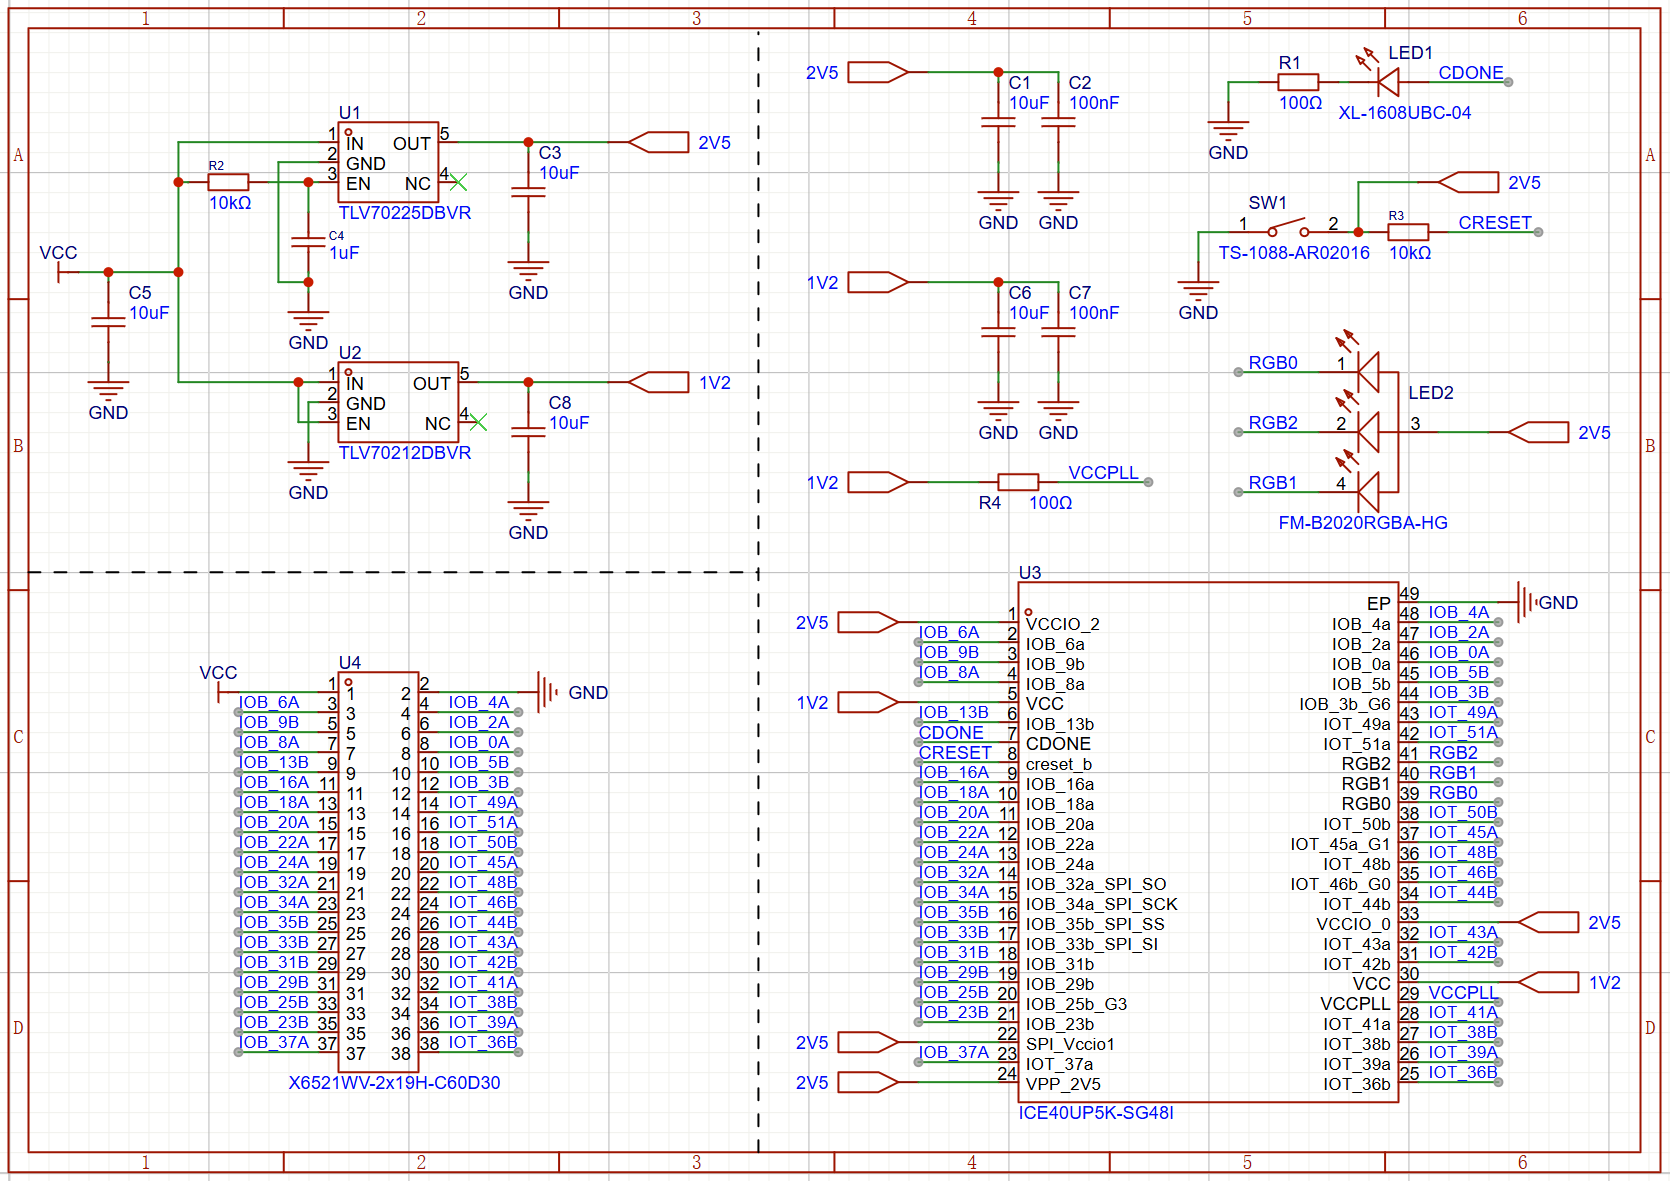 1 2 3 4 5 6
A A
B B
C C
D D
1 2 3 4 5 6
VCC
C5
10uF
GND
R2
10kΩ
C4
1uF
GND
U1
1 IN OUT 5
2 GND
3 EN NC 4
TLV70225DBVR
C3
10uF
GND
2V5
U2
1 IN OUT 5
2 GND
3 EN NC 4
TLV70212DBVR
GND
C8
10uF
GND
1V2
2V5
C1
10uF
C2
100nF
GND GND
1V2
C6
10uF
C7
100nF
GND GND
1V2
R4 100Ω
VCCPLL
R1
100Ω
GND
LED1
CDONE
XL-1608UBC-04
SW1
1 2
TS-1088-AR02016
GND
2V5
R3
10kΩ
CRESET
RGB0 1
RGB2 2
RGB1 4
LED2
3
2V5
FM-B2020RGBA-HG
U4
VCC 1 1 2 2 GND
IOB_6A 3 3 4 4 IOB_4A
IOB_9B 5 5 6 6 IOB_2A
IOB_8A 7 7 8 8 IOB_0A
IOB_13B 9 9 10 10 IOB_5B
IOB_16A 11 11 12 12 IOB_3B
IOB_18A 13 13 14 14 IOT_49A
IOB_20A 15 15 16 16 IOT_51A
IOB_22A 17 17 18 18 IOT_50B
IOB_24A 19 19 20 20 IOT_45A
IOB_32A 21 21 22 22 IOT_48B
IOB_34A 23 23 24 24 IOT_46B
IOB_35B 25 25 26 26 IOT_44B
IOB_33B 27 27 28 28 IOT_43A
IOB_31B 29 29 30 30 IOT_42B
IOB_29B 31 31 32 32 IOT_41A
IOB_25B 33 33 34 34 IOT_38B
IOB_23B 35 35 36 36 IOT_39A
IOB_37A 37 37 38 38 IOT_36B
X6521WV-2x19H-C60D30
U3
EP 49 GND
2V5 1 VCCIO_2 IOB_4a 48 IOB_4A
IOB_6A 2 IOB_6a IOB_2a 47 IOB_2A
IOB_9B 3 IOB_9b IOB_0a 46 IOB_0A
IOB_8A 4 IOB_8a IOB_5b 45 IOB_5B
1V2 5 VCC IOB_3b_G6 44 IOB_3B
IOB_13B 6 IOB_13b IOT_49a 43 IOT_49A
CDONE 7 CDONE IOT_51a 42 IOT_51A
CRESET 8 creset_b RGB2 41 RGB2
IOB_16A 9 IOB_16a RGB1 40 RGB1
IOB_18A 10 IOB_18a RGB0 39 RGB0
IOB_20A 11 IOB_20a IOT_50b 38 IOT_50B
IOB_22A 12 IOB_22a IOT_45a_G1 37 IOT_45A
IOB_24A 13 IOB_24a IOT_48b 36 IOT_48B
IOB_32A 14 IOB_32a_SPI_SO IOT_46b_G0 35 IOT_46B
IOB_34A 15 IOB_34a_SPI_SCK IOT_44b 34 IOT_44B
IOB_35B 16 IOB_35b_SPI_SS VCCIO_0 33 2V5
IOB_33B 17 IOB_33b_SPI_SI IOT_43a 32 IOT_43A
IOB_31B 18 IOB_31b IOT_42b 31 IOT_42B
IOB_29B 19 IOB_29b VCC 30 1V2
IOB_25B 20 IOB_25b_G3 VCCPLL 29 VCCPLL
IOB_23B 21 IOB_23b IOT_41a 28 IOT_41A
2V5 22 SPI_Vccio1 IOT_38b 27 IOT_38B
IOB_37A 23 IOT_37a IOT_39a 26 IOT_39A
2V5 24 VPP_2V5 IOT_36b 25 IOT_36B
ICE40UP5K-SG48I